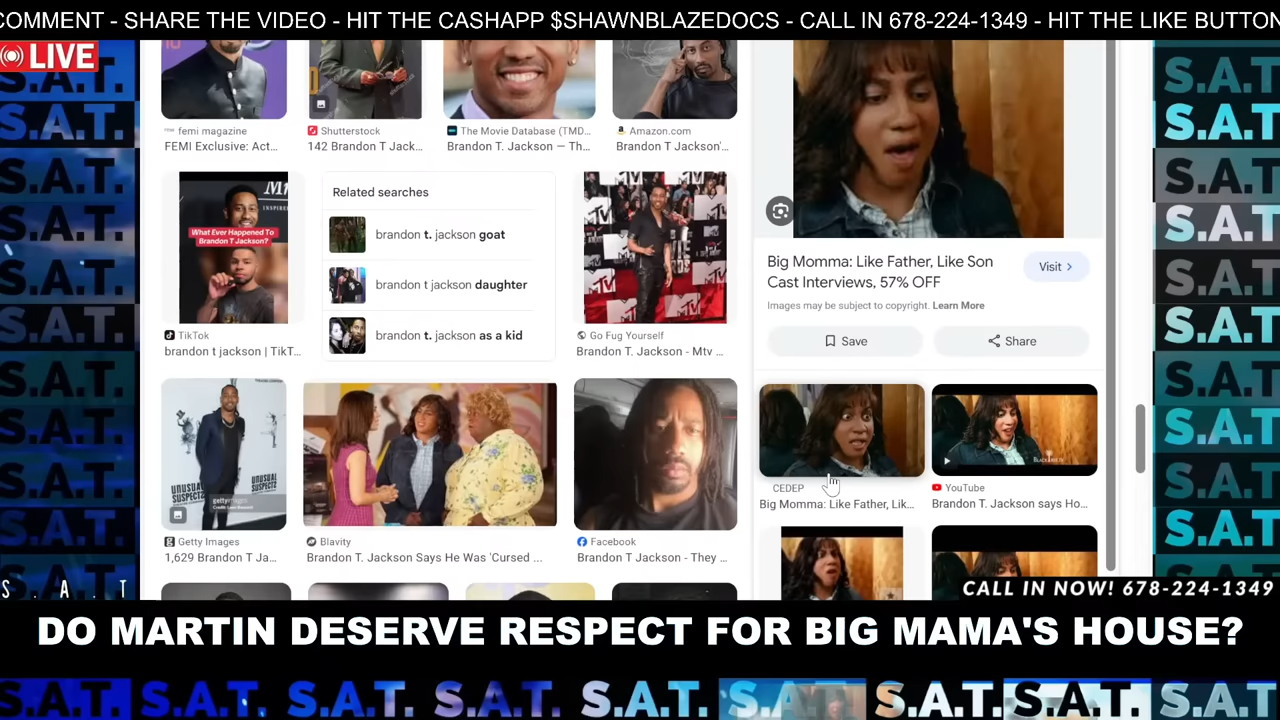 COMMENT - SHARE THE VIDEO - HIT THE CASHAPP $SHAWNBLAZEDOCS - CALL IN 678-224-1349 - HIT THE LIKE BUTTON
LIVE
S.A.T.
S.A.T.
S.A.T.
S.A.T.
S.A.T.
S.A.T.
S.A.T.
S.A.T.
S . A . T
femi magazine
FEMI Exclusive: Act...
Shutterstock
142 Brandon T Jack...
The Movie Database (TMD...
Brandon T. Jackson — Th...
Amazon.com
Brandon T Jackson'...
INSPIRE
What Ever Happened To
Brandon T Jackson?
TikTok
brandon t jackson | TikT...
Related searches
brandon t. jackson goat
brandon t jackson daughter
brandon t. jackson as a kid
Go Fug Yourself
Brandon T. Jackson - Mtv ...
UNUSUAL
SUSPECTS
gettyimages
Getty Images
1,629 Brandon T Ja...
Blavity
Brandon T. Jackson Says He Was 'Cursed ...
Facebook
Brandon T Jackson - They ...
Big Momma: Like Father, Like Son
Cast Interviews, 57% OFF
Visit
Images may be subject to copyright. Learn More
Save
Share
CEDEP
Big Momma: Like Father, Lik...
YouTube
Brandon T. Jackson says Ho...
S.A.T
S.A.T
S.A.T
S.A.T
S.A.T
S.A.T
S.A.T
S.A.T
S.A.T
S.A.T
CALL IN NOW! 678-224-1349
DO MARTIN DESERVE RESPECT FOR BIG MAMA'S HOUSE?
S.A.T. S.A.T. S.A.T. S.A.T. S.A.T. S.A.T. S.A.T. S.A.T. S.A.T.